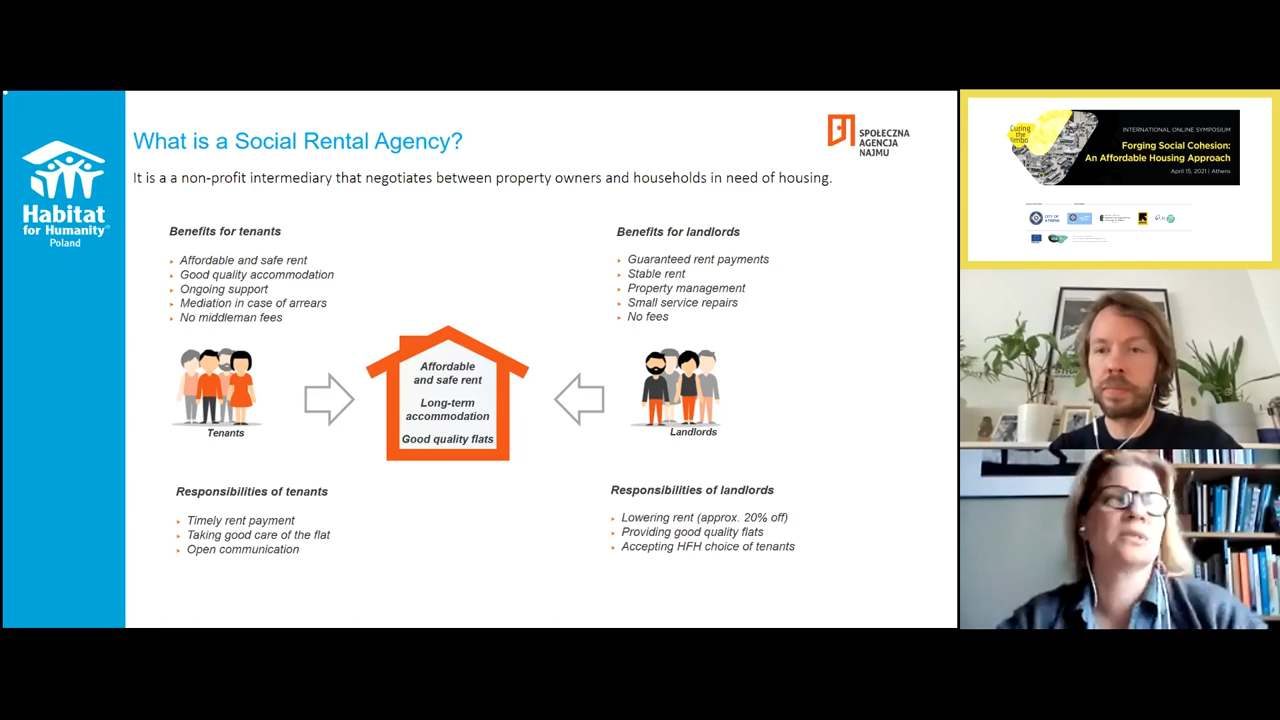 Habitat
for Humanity®
Poland
What is a Social Rental Agency?
SPOŁECZNA
AGENCJA
NAJMU
It is a a non-profit intermediary that negotiates between property owners and households in need of housing.
Benefits for tenants
Affordable and safe rent
Good quality accommodation
Ongoing support
Mediation in case of arrears
No middleman fees
Benefits for landlords
Guaranteed rent payments
Stable rent
Property management
Small service repairs
No fees
Tenants
Affordable
and safe rent
Long-term
accommodation
Good quality flats
Landlords
Responsibilities of tenants
Timely rent payment
Taking good care of the flat
Open communication
Responsibilities of landlords
Lowering rent (approx. 20% off)
Providing good quality flats
Accepting HFH choice of tenants
Curing
the
limbo
INTERNATIONAL ONLINE SYMPOSIUM
Forging Social Cohesion:
An Affordable Housing Approach
April 15, 2021 | Athens
CITY OF
ATHENS